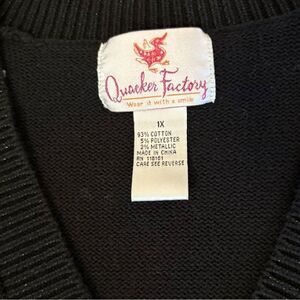 Quacker Factory
Wear it with a smile
1X
93% COTTON
5% POLYESTER
2% METALLIC
MADE IN CHINA
RN 118161
CARE SEE REVERSE